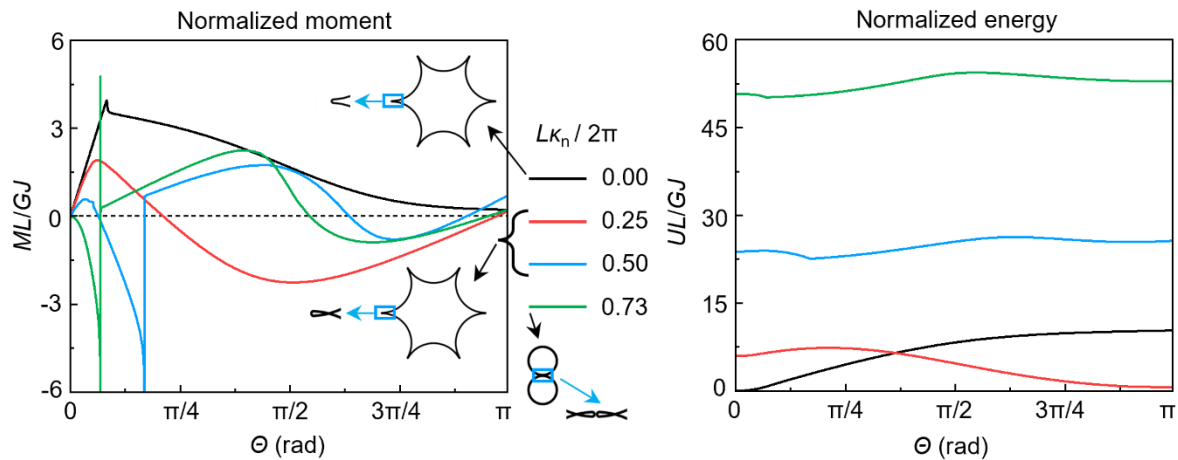 Normalized moment
6
3
0
-3
-6
ML/GJ
0
π/4
π/2
3π/4
π
Θ (rad)
Lκn / 2π
0.00
0.25
0.50
0.73
Normalized energy
60
45
30
15
0
UL/GJ
0
π/4
π/2
3π/4
π
Θ (rad)